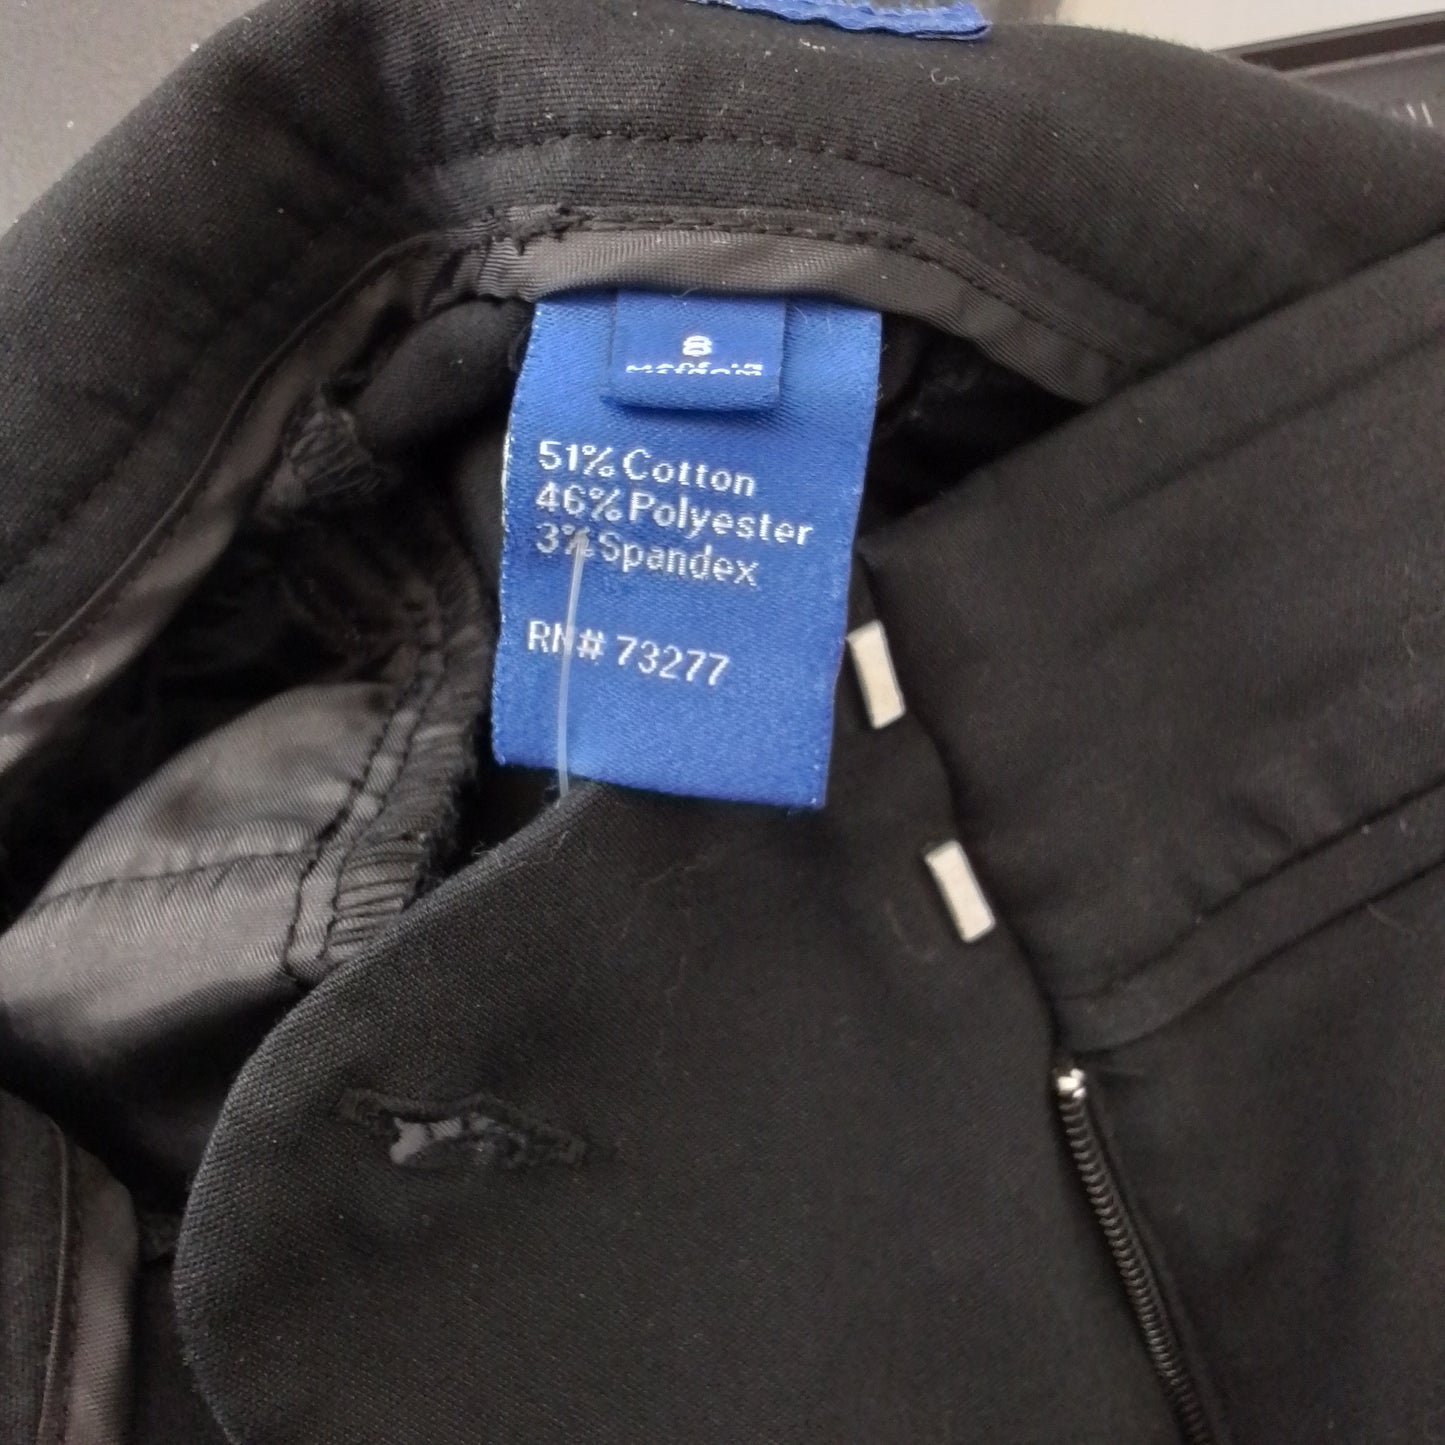 8
51% Cotton
46% Polyester
3% Spandex
RN# 73277